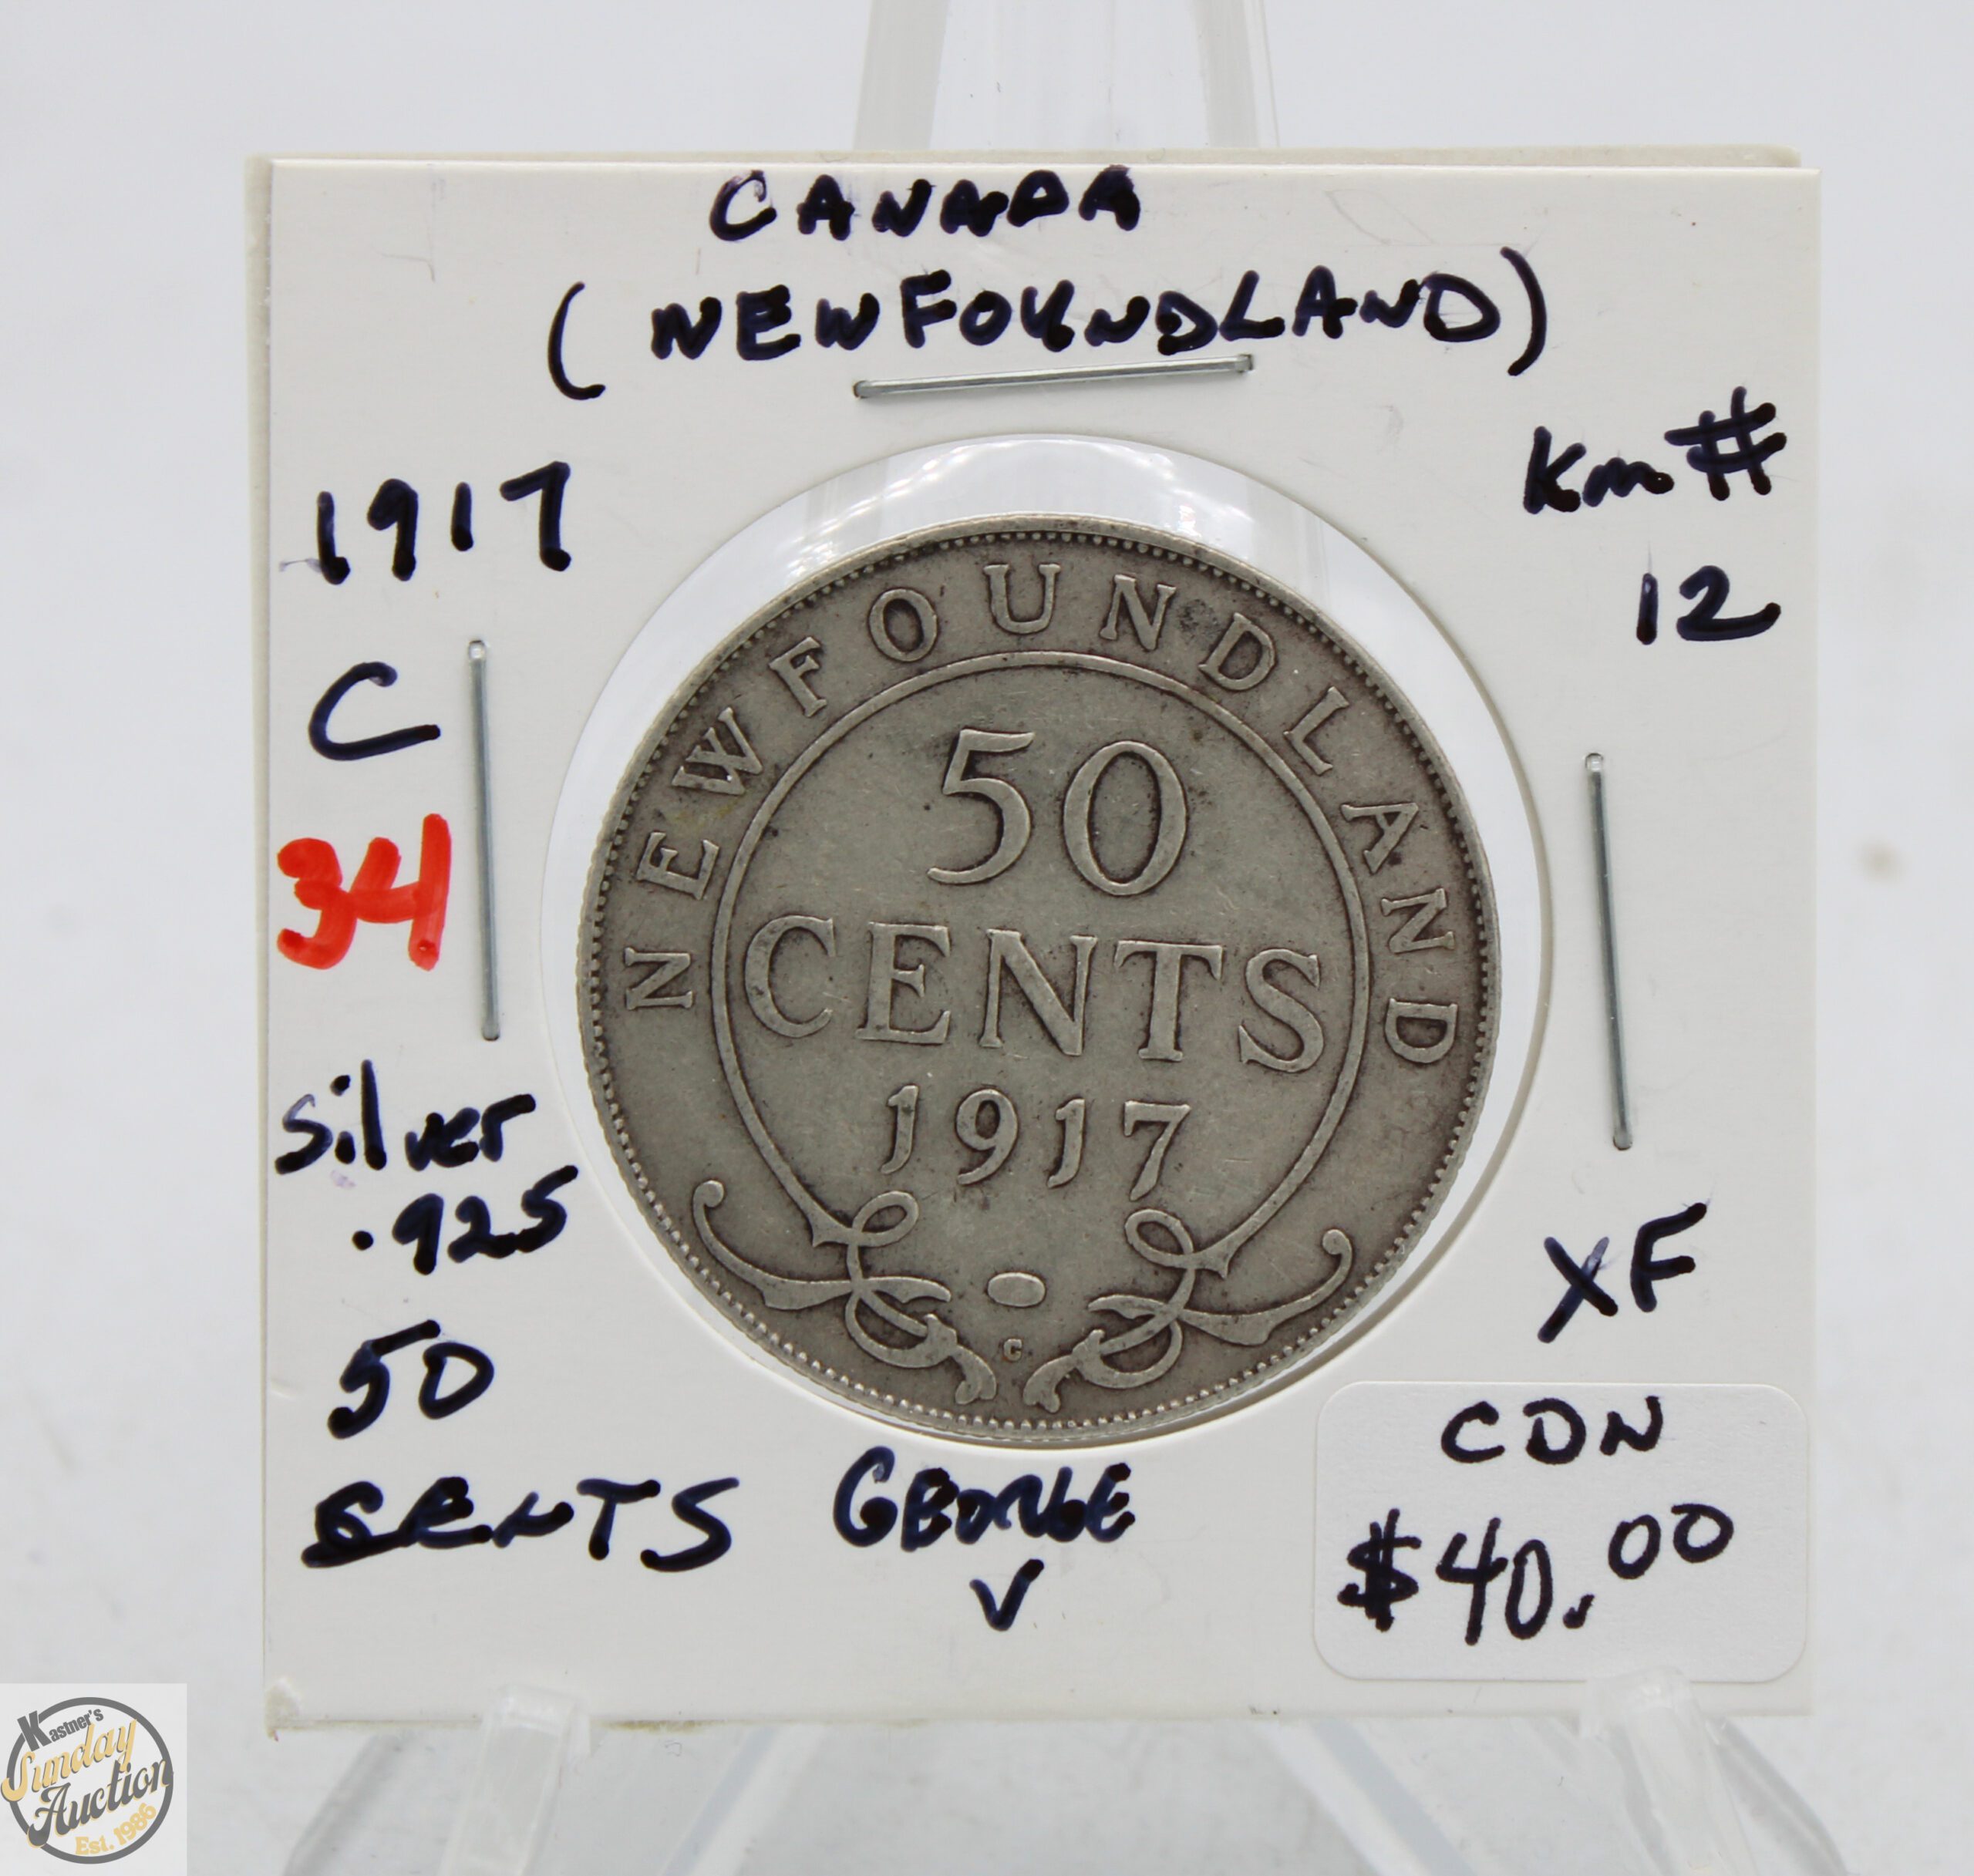 CANADA
(NEWFOUNDLAND)
1917
C
34
Silver
.925
50
CENTS
Km#
12
XF
CDN
$40.00
GEORGE
V
NEWFOUNDLAND
50
CENTS
1917
C
Kastner's
Sunday
Auction
Est. 1986